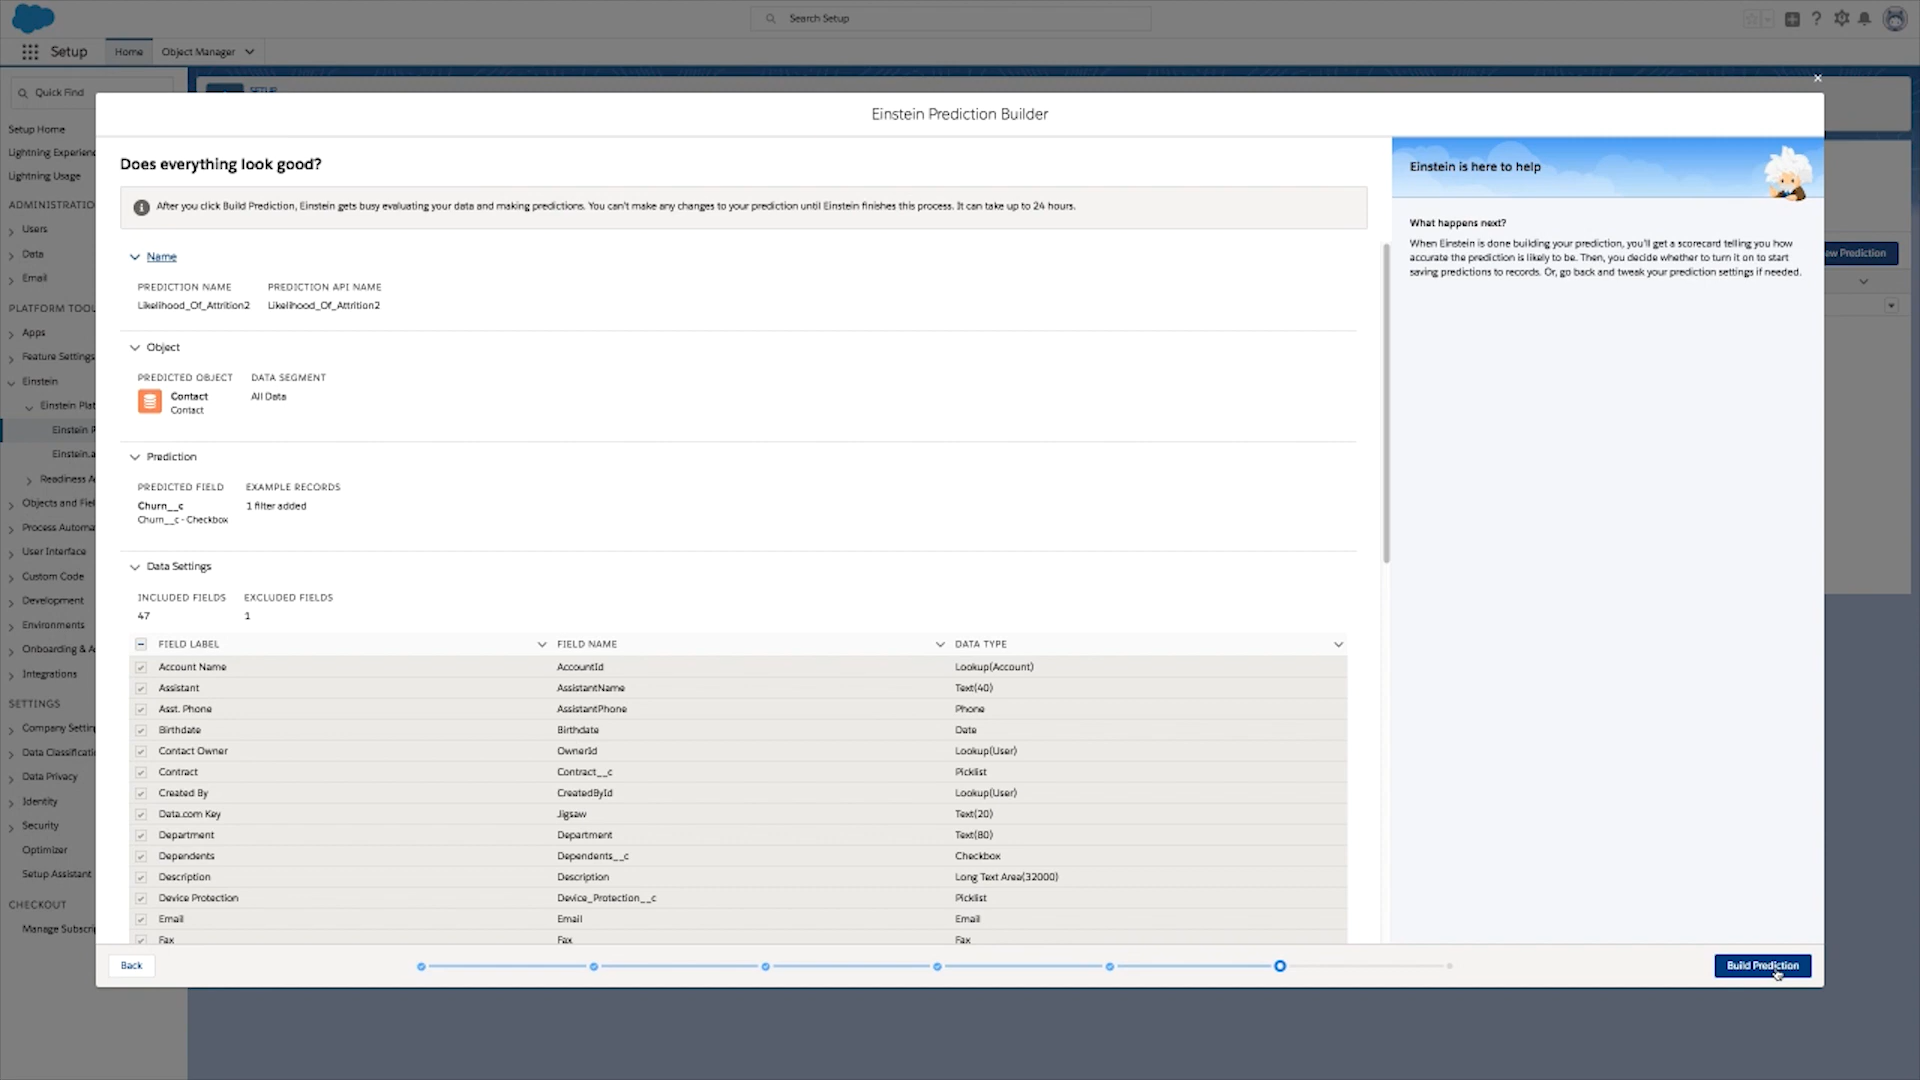 Search Setup
Setup
Home
Object Manager
Quick Find
SETUP
Setup Home
Lightning Experienc
Lightning Usage
ADMINISTRATIO
Users
Data
Email
PLATFORM TOOL
Apps
Feature Settings
Einstein
Einstein Plat
Einstein P
Einstein.a
Readiness A
Objects and Fiel
Process Automa
User Interface
Custom Code
Development
Environments
Onboarding & A
Integrations
SETTINGS
Company Settin
Data Classificati
Data Privacy
Identity
Security
Optimizer
Setup Assistant
CHECKOUT
Manage Subscri
Einstein Prediction Builder
Does everything look good?
After you click Build Prediction, Einstein gets busy evaluating your data and making predictions. You can't make any changes to your prediction until Einstein finishes this process. It can take up to 24 hours.
Name
PREDICTION NAME PREDICTION API NAME
Likelihood_Of_Attrition2 Likelihood_Of_Attrition2
Object
PREDICTED OBJECT DATA SEGMENT
Contact All Data
Contact
Prediction
PREDICTED FIELD EXAMPLE RECORDS
Churn__c 1 filter added
Churn__c - Checkbox
Data Settings
INCLUDED FIELDS EXCLUDED FIELDS
47 1
FIELD LABEL FIELD NAME DATA TYPE
Account Name AccountId Lookup(Account)
Assistant AssistantName Text(40)
Asst. Phone AssistantPhone Phone
Birthdate Birthdate Date
Contact Owner OwnerId Lookup(User)
Contract Contract__c Picklist
Created By CreatedById Lookup(User)
Data.com Key Jigsaw Text(20)
Department Department Text(80)
Dependents Dependents__c Checkbox
Description Description Long Text Area(32000)
Device Protection Device_Protection__c Picklist
Email Email Email
Fax Fax Fax
Back
Build Prediction
Einstein is here to help
What happens next?
When Einstein is done building your prediction, you'll get a scorecard telling you how
accurate the prediction is likely to be. Then, you decide whether to turn it on to start
saving predictions to records. Or, go back and tweak your prediction settings if needed.
ew Prediction